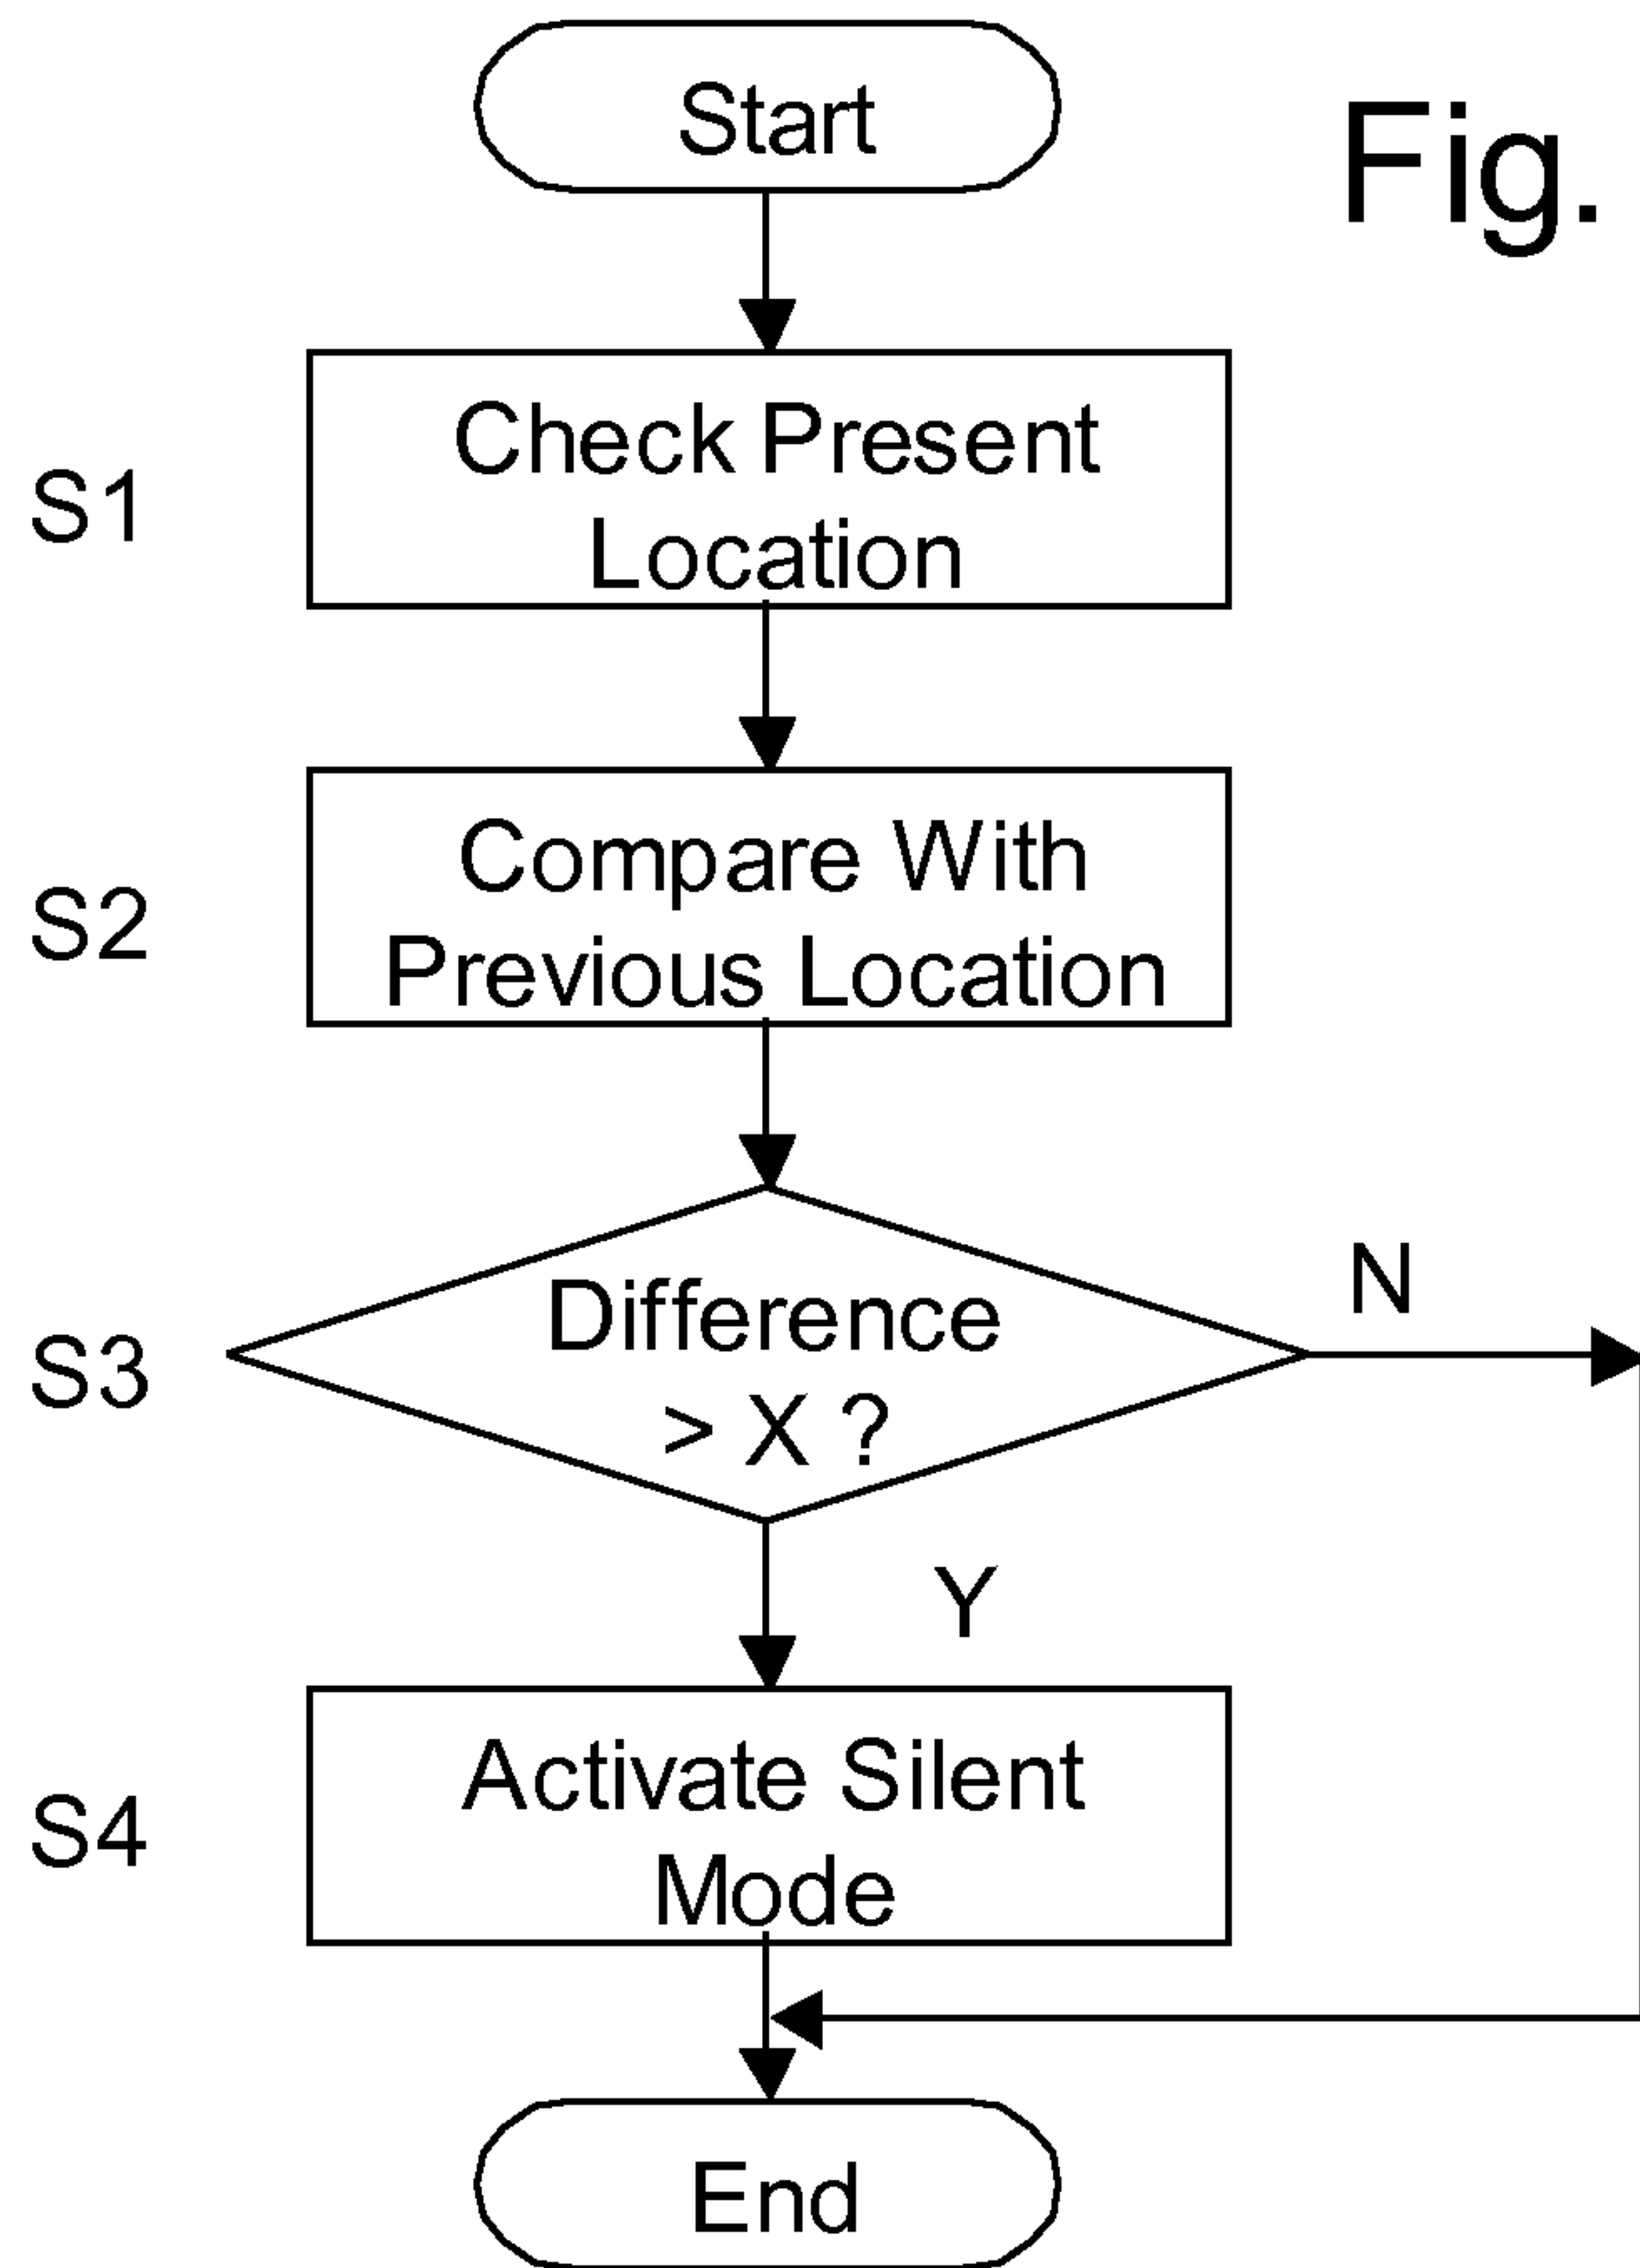 Start
Fig.
S1
Check Present
Location
S2
Compare With
Previous Location
S3
Difference
> X ?
N
Y
S4
Activate Silent
Mode
End